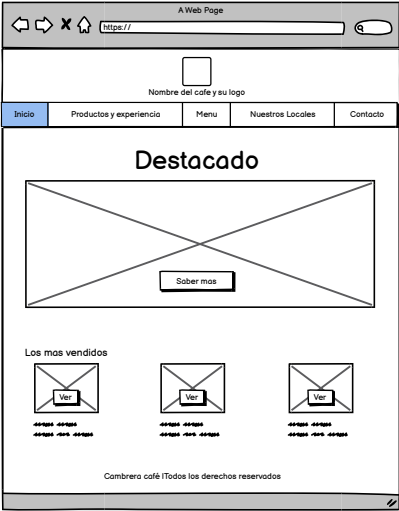 A Web Page
https://
Nombre del cafe y su logo
Inicio
Productos y experiencia
Menu
Nuestros Locales
Contacto
Destacado
Saber mas
Los mas vendidos
Ver
Ver
Ver
Cambrera café |Todos los derechos reservados